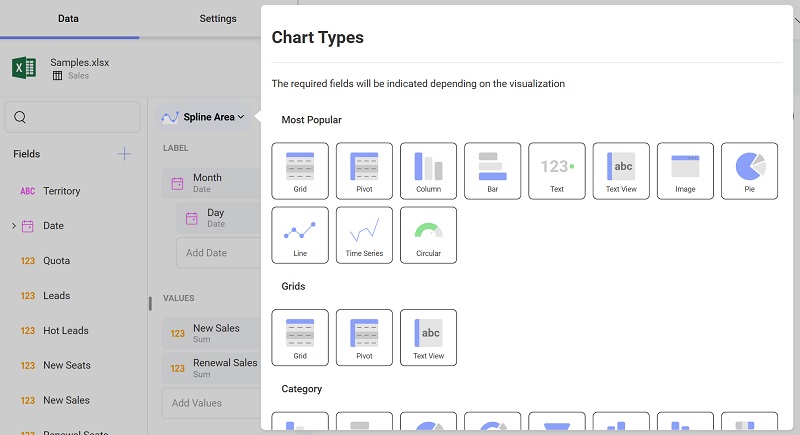 Data
Settings
Samples.xlsx
Sales
Fields
ABC Territory
Date
123 Quota
123 Leads
123 Hot Leads
123 New Seats
123 New Sales
123 Renewal Seats
Spline Area
LABEL
Month
Date
Day
Date
Add Date
VALUES
123 New Sales
Sum
123 Renewal Sales
Sum
Add Values
Chart Types
The required fields will be indicated depending on the visualization
Most Popular
Grid
Pivot
Column
Bar
123
Text
abc
Text View
Image
Pie
Line
Time Series
Circular
Grids
Grid
Pivot
abc
Text View
Category